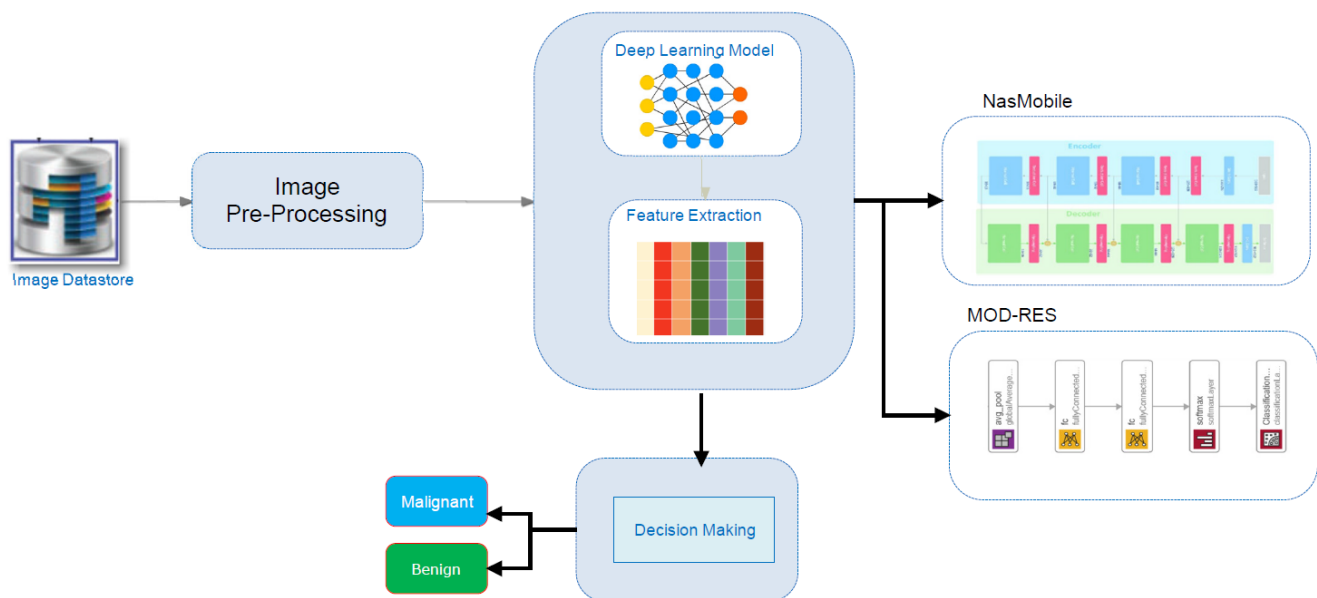 Deep Learning Model
NasMobile
Encoder
Image
Pre-Processing
Feature Extraction
Decoder
Image Datastore
MOD-RES
avg_pool
globalAverage...
fc
fullyConnected...
fc
fullyConnected...
softmax
softmaxLayer
Classification...
classificationLa...
Malignant
Decision Making
Benign